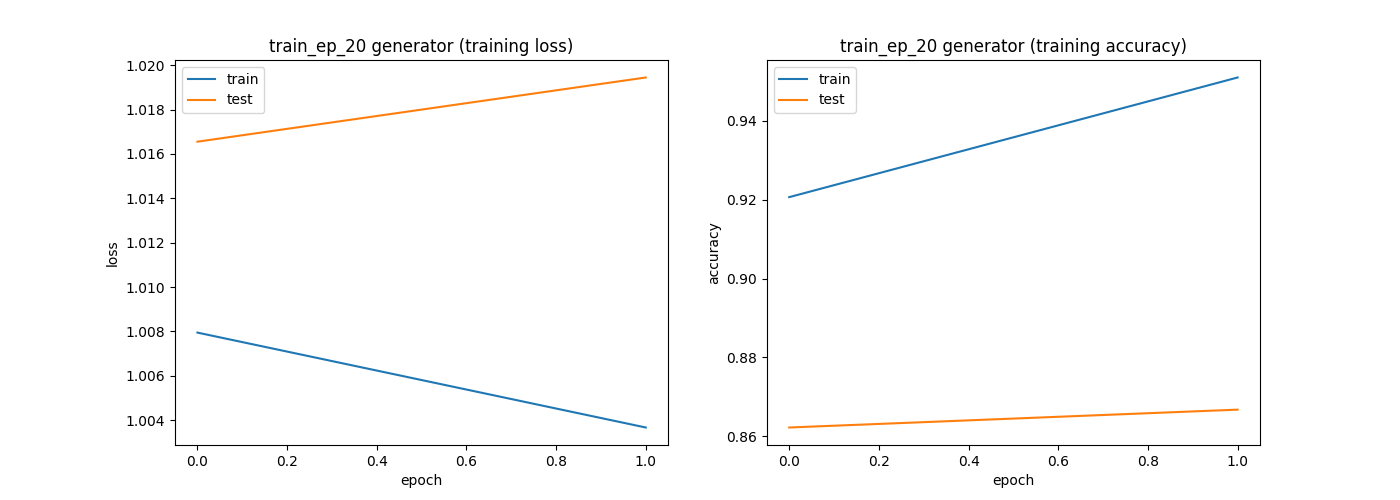 train_ep_20 generator (training loss)
train
test
1.020
1.018
1.016
1.014
1.012
1.010
1.008
1.006
1.004
loss
0.0 0.2 0.4 0.6 0.8 1.0
epoch
train_ep_20 generator (training accuracy)
train
test
0.94
0.92
0.90
0.88
0.86
accuracy
0.0 0.2 0.4 0.6 0.8 1.0
epoch